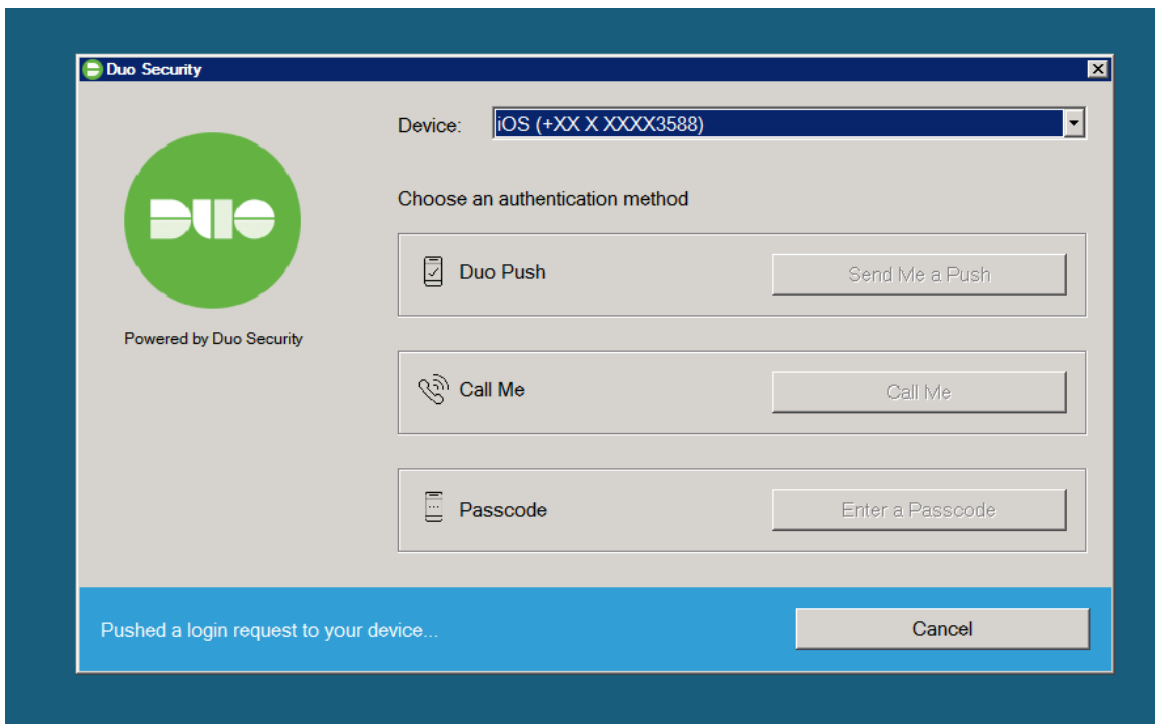 Duo Security
Device: iOS (+XX X XXXX3588)
DUO
Choose an authentication method
Duo Push Send Me a Push
Powered by Duo Security
Call Me Call Me
Passcode Enter a Passcode
Pushed a login request to your device... Cancel